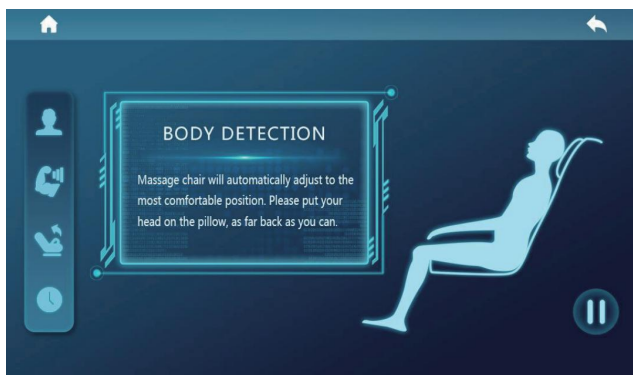 BODY DETECTION
Massage chair will automatically adjust to the
most comfortable position. Please put your
head on the pillow, as far back as you can.